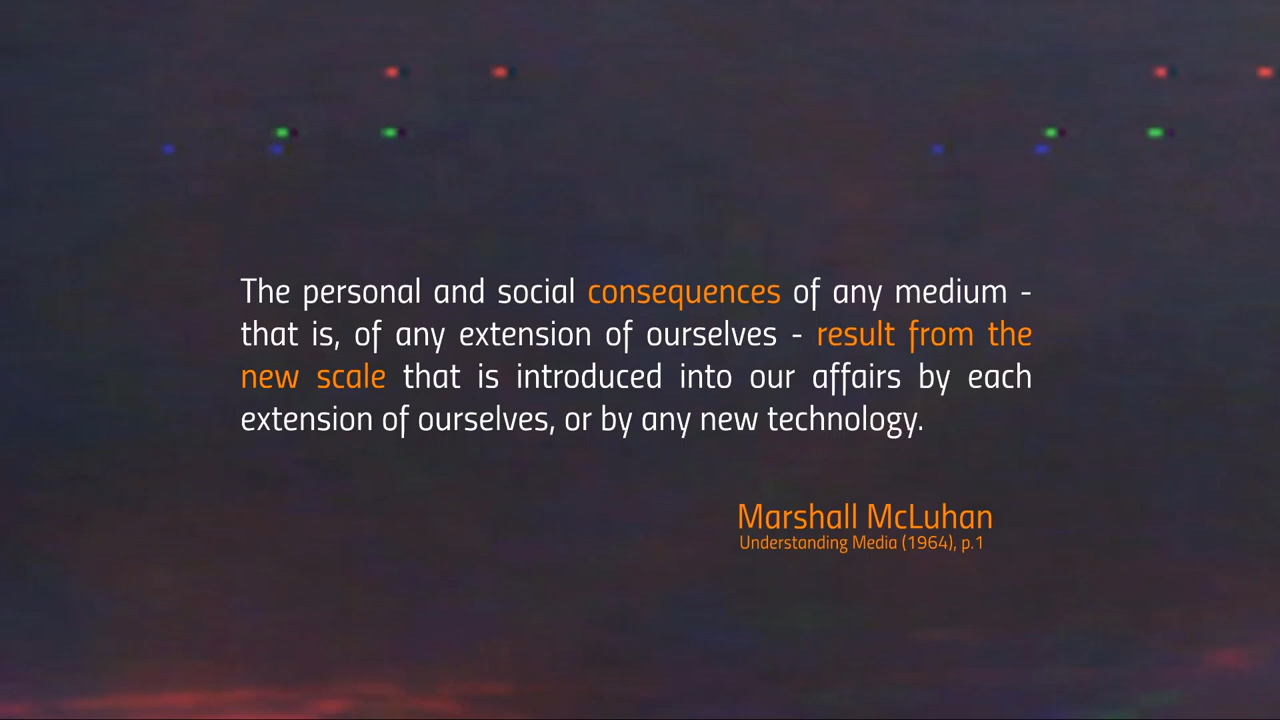 The personal and social consequences of any medium -
that is, of any extension of ourselves - result from the
new scale that is introduced into our affairs by each
extension of ourselves, or by any new technology.
Marshall McLuhan
Understanding Media (1964), p.1